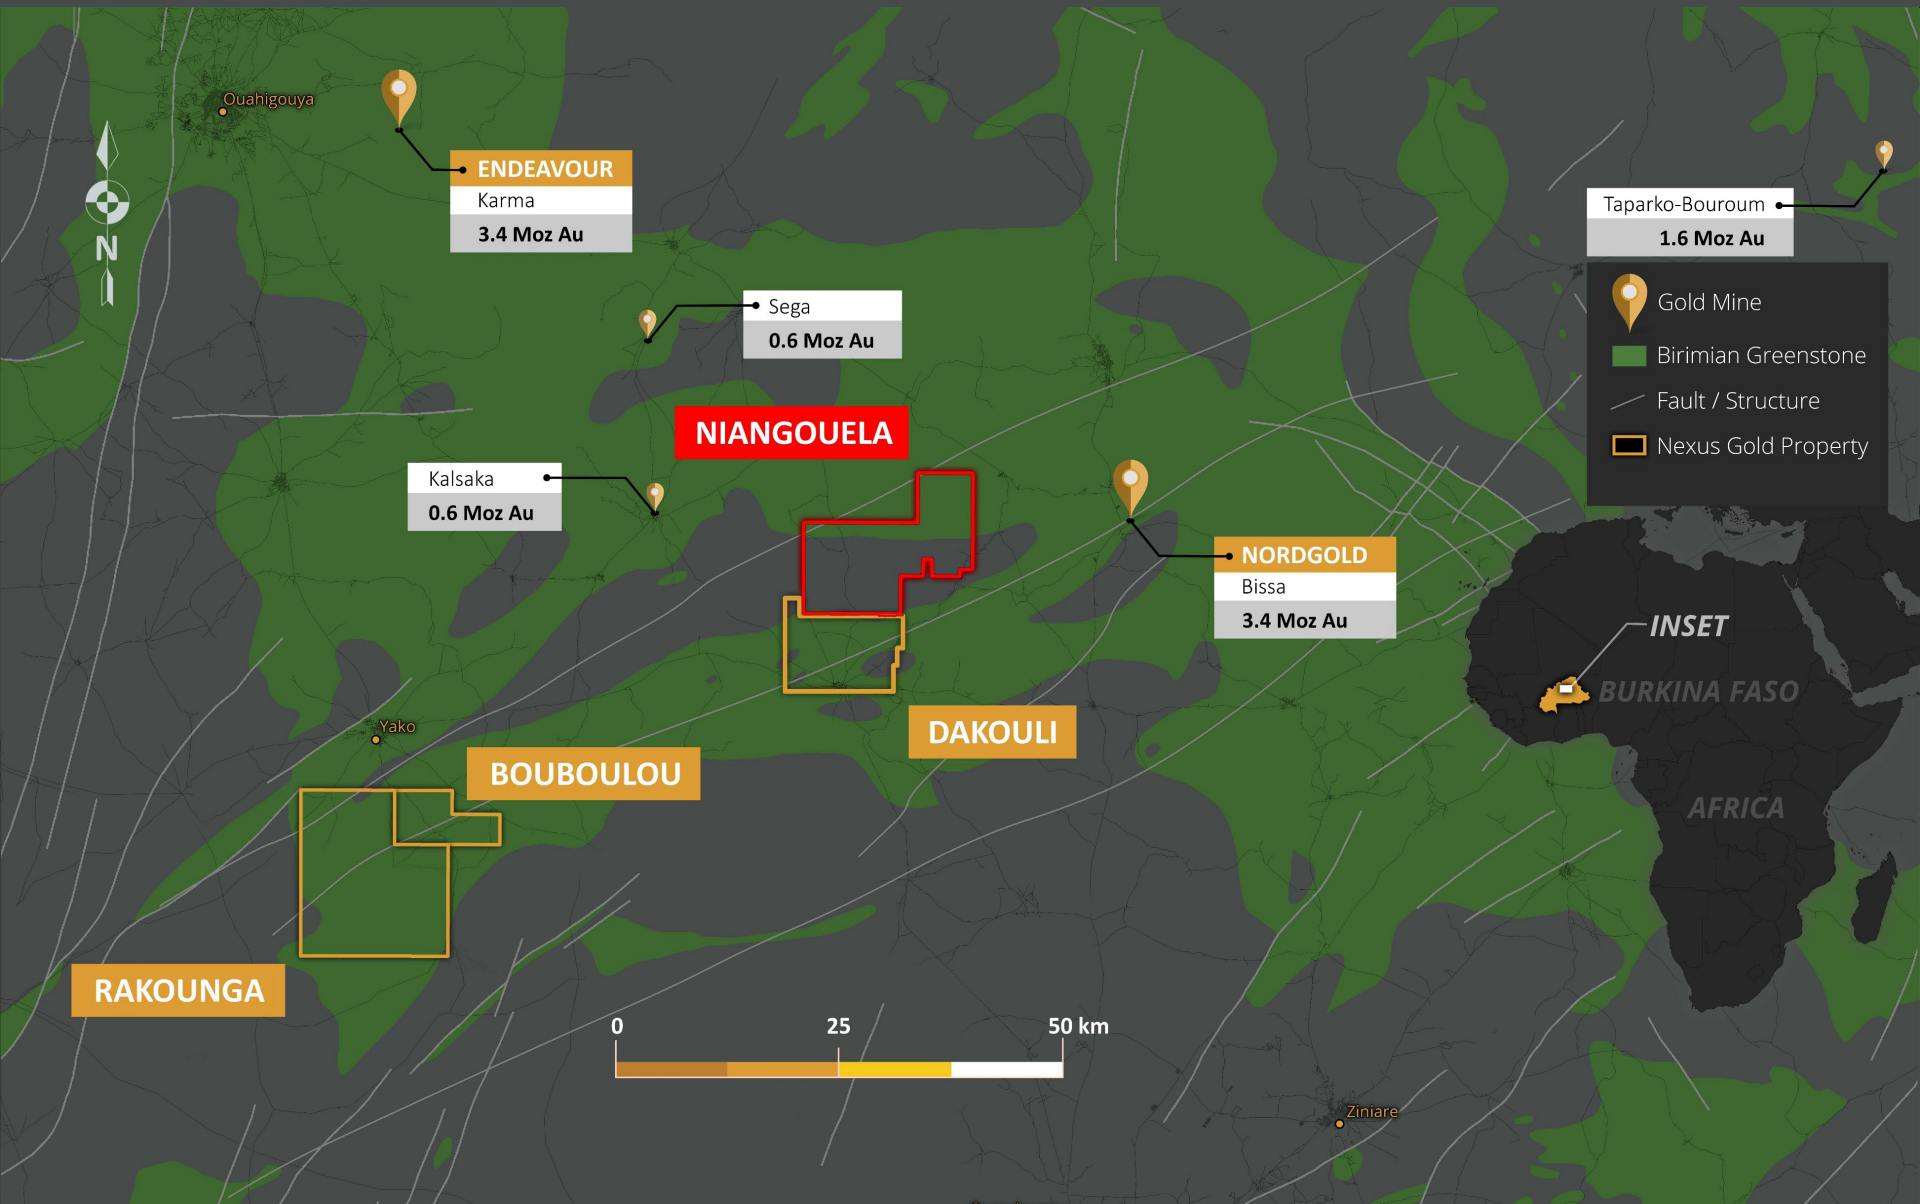 Ouahigouya
ENDEAVOUR
Karma
3.4 Moz Au
Taparko-Bouroum
1.6 Moz Au
N
Sega
0.6 Moz Au
Gold Mine
Birimian Greenstone
Fault / Structure
Nexus Gold Property
NIANGOUELA
Kalsaka
0.6 Moz Au
NORDGOLD
Bissa
3.4 Moz Au
INSET
BURKINA FASO
AFRICA
Yako
DAKOULI
BOUBOULOU
RAKOUNGA
0 25 50 km
Ziniare